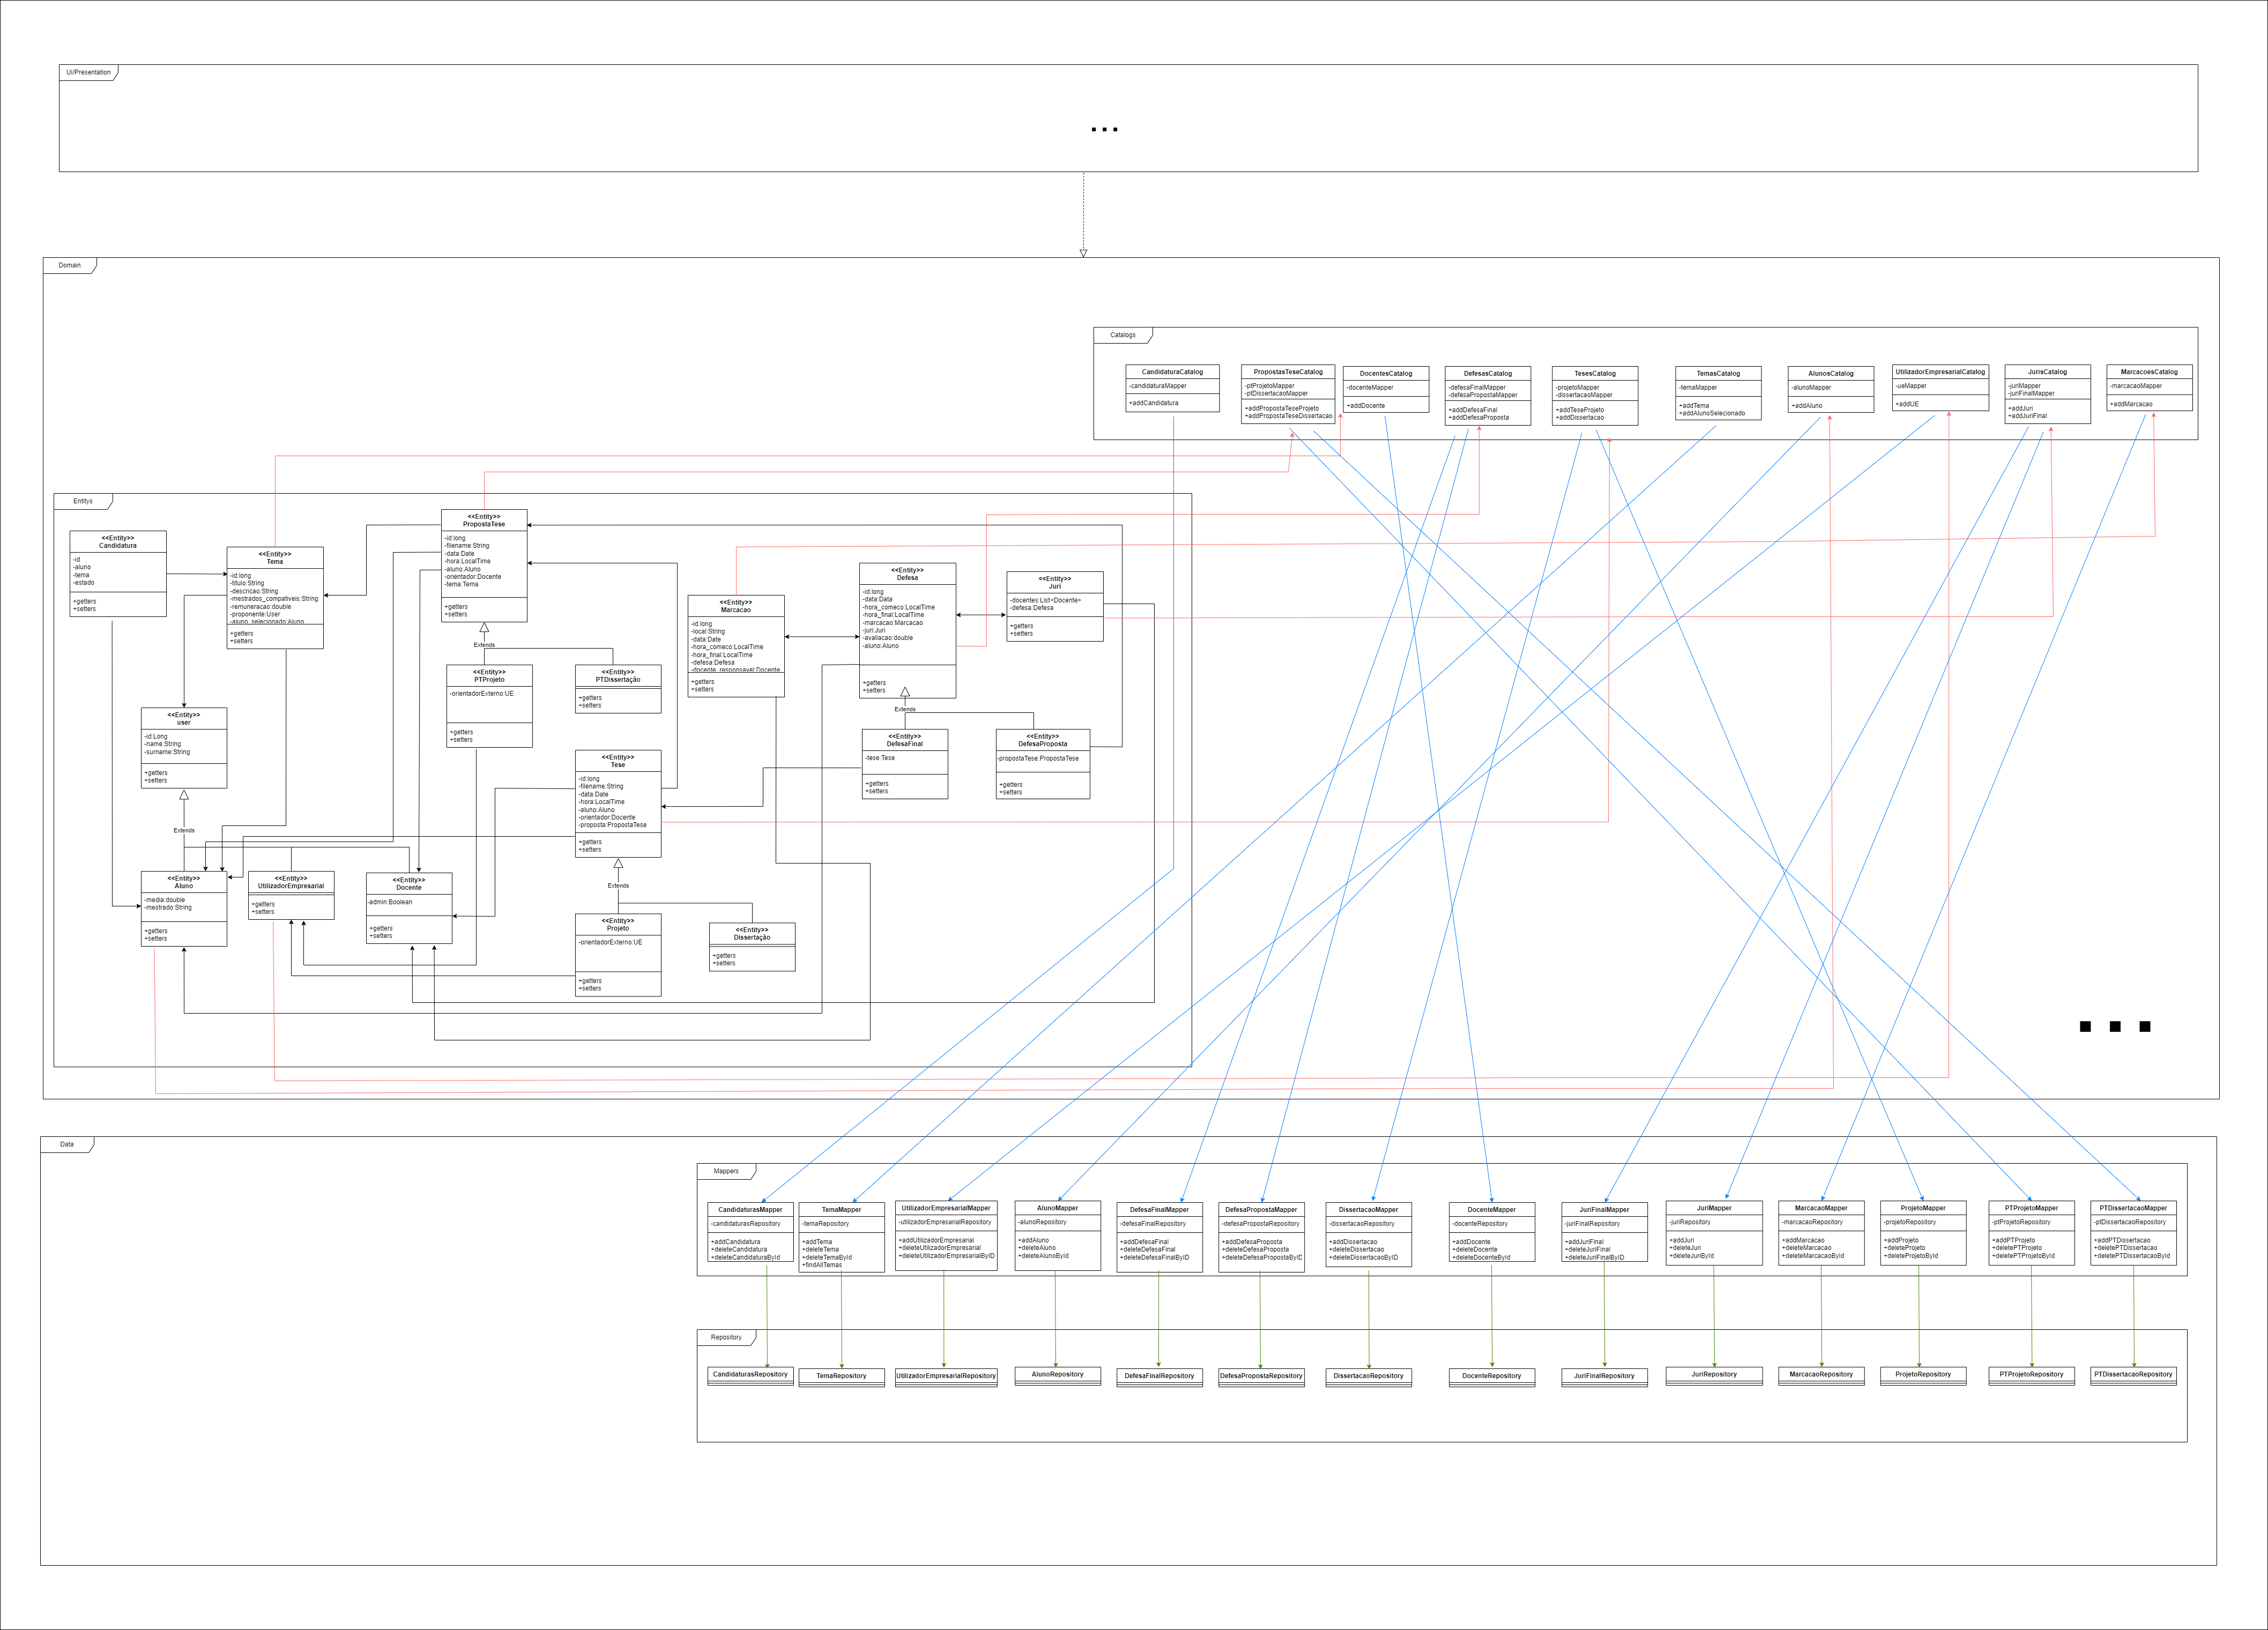 UI/Presentation
...
Domain
Catalogs
CandidaturaCatalog
-candidaturaMapper
+addCandidatura
PropostasTeseCatalog
-ptProjetoMapper
-ptDissertacaoMapper
+addPropostaTeseProjeto
+addPropostaTeseDissertacao
DocentesCatalog
-docenteMapper
+addDocente
DefesasCatalog
-defesaFinalMapper
-defesaPropostaMapper
+addDefesaFinal
+addDefesaProposta
TesesCatalog
-projetoMapper
-dissertacaoMapper
+addTeseProjeto
+addDissertacao
TemasCatalog
-temaMapper
+addTema
+addAlunoSelecionado
AlunosCatalog
-alunoMapper
+addAluno
UtilizadorEmpresarialCatalog
-ueMapper
+addUE
JurisCatalog
-juriMapper
-juriFinalMapper
+addJuri
+addJuriFinal
MarcacoesCatalog
-marcacaoMapper
+addMarcacao
Entitys
<<Entity>>
Candidatura
-id
-aluno
-tema
-estado
+getters
+setters
<<Entity>>
Tema
-id:long
-titulo:String
-descricao:String
-mestrados_compativeis:String
-remuneracao:double
-proponente:User
-aluno_selecionado:Aluno
+getters
+setters
<<Entity>>
PropostaTese
-id:long
-filename:String
-data:Date
-hora:LocalTime
-aluno:Aluno
-orientador:Docente
-tema:Tema
+getters
+setters
Extends
<<Entity>>
Marcacao
-id:long
-local:String
-data:Date
-hora_comeco:LocalTime
-hora_final:LocalTime
-defesa:Defesa
-docente_responsavel:Docente
+getters
+setters
<<Entity>>
Defesa
-id:long
-data:Data
-hora_comeco:LocalTime
-hora_final:LocalTime
-marcacao:Marcacao
-juri:Juri
-avaliacao:double
-aluno:Aluno
+getters
+setters
Extends
<<Entity>>
Juri
-docentes:List<Docente>
-defesa:Defesa
+getters
+setters
<<Entity>>
PTProjeto
-orientadorExterno:UE
+getters
+setters
<<Entity>>
PTDissertação
+getters
+setters
<<Entity>>
user
-id:Long
-name:String
-surname:String
+getters
+setters
Extends
<<Entity>>
Tese
-id:long
-filename:String
-data:Date
-hora:LocalTime
-aluno:Aluno
-orientador:Docente
-proposta:PropostaTese
+getters
+setters
Extends
<<Entity>>
DefesaFinal
-tese:Tese
+getters
+setters
<<Entity>>
DefesaProposta
-propostaTese:PropostaTese
+getters
+setters
<<Entity>>
Aluno
-media:double
-mestrado:String
+getters
+setters
<<Entity>>
UtilizadorEmpresarial
+getters
+setters
<<Entity>>
Docente
-admin:Boolean
+getters
+setters
<<Entity>>
Projeto
-orientadorExterno:UE
+getters
+setters
<<Entity>>
Dissertação
+getters
+setters
...
Data
Mappers
CandidaturasMapper
-candidaturasRepository
+addCandidatura
+deleteCandidatura
+deleteCandidaturaById
TemaMapper
-temaRepository
+addTema
+deleteTema
+deleteTemaById
+findAllTemas
UtilizadorEmpresarialMapper
-utilizadorEmpresarialRepository
+addUtilizadorEmpresarial
+deleteUtilizadorEmpresarial
+deleteUtilizadorEmpresarialByID
AlunoMapper
-alunoRepository
+addAluno
+deleteAluno
+deleteAlunoById
DefesaFinalMapper
-defesaFinalRepository
+addDefesaFinal
+deleteDefesaFinal
+deleteDefesaFinalByID
DefesaPropostaMapper
-defesaPropostaRepository
+addDefesaProposta
+deleteDefesaProposta
+deleteDefesaPropostaByID
DissertacaoMapper
-dissertacaoRepository
+addDissertacao
+deleteDissertacao
+deleteDissertacaoByID
DocenteMapper
-docenteRepository
+addDocente
+deleteDocente
+deleteDocenteById
JuriFinalMapper
-juriFinalRepository
+addJuriFinal
+deleteJuriFinal
+deleteJuriFinalByID
JuriMapper
-juriRepository
+addJuri
+deleteJuri
+deleteJuriById
MarcacaoMapper
-marcacaoRepository
+addMarcacao
+deleteMarcacao
+deleteMarcacaoById
ProjetoMapper
-projetoRepository
+addProjeto
+deleteProjeto
+deleteProjetoById
PTProjetoMapper
-ptProjetoRepository
+addPTProjeto
+deletePTProjeto
+deletePTProjetoById
PTDissertacaoMapper
-ptDissertacaoRepository
+addPTDissertacao
+deletePTDissertacao
+deletePTDissertacaoById
Repository
CandidaturasRepository
TemaRepository
UtilizadorEmpresarialRepository
AlunoRepository
DefesaFinalRepository
DefesaPropostaRepository
DissertacaoRepository
DocenteRepository
JuriFinalRepository
JuriRepository
MarcacaoRepository
ProjetoRepository
PTProjetoRepository
PTDissertacaoRepository